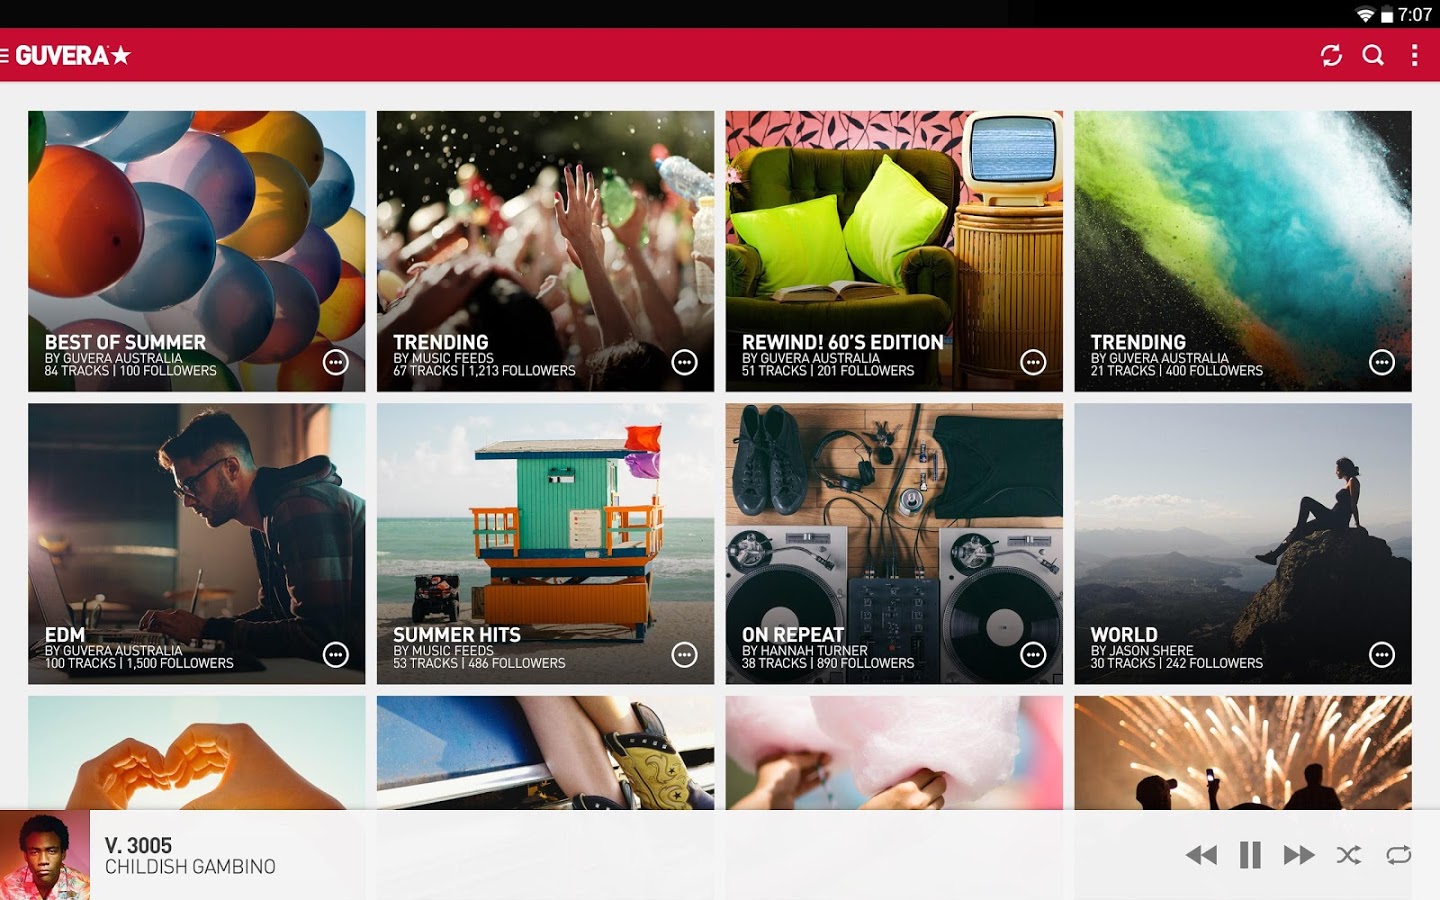 7:07
GUVERA★
BEST OF SUMMER
BY GUVERA AUSTRALIA
84 TRACKS | 100 FOLLOWERS
TRENDING
BY MUSIC FEEDS
67 TRACKS | 1,213 FOLLOWERS
REWIND! 60'S EDITION
BY GUVERA AUSTRALIA
51 TRACKS | 201 FOLLOWERS
TRENDING
BY GUVERA AUSTRALIA
21 TRACKS | 400 FOLLOWERS
EDM
BY GUVERA AUSTRALIA
100 TRACKS | 1,500 FOLLOWERS
SUMMER HITS
BY MUSIC FEEDS
53 TRACKS | 486 FOLLOWERS
ON REPEAT
BY HANNAH TURNER
38 TRACKS | 890 FOLLOWERS
WORLD
BY JASON SHERE
30 TRACKS | 242 FOLLOWERS
V. 3005
CHILDISH GAMBINO